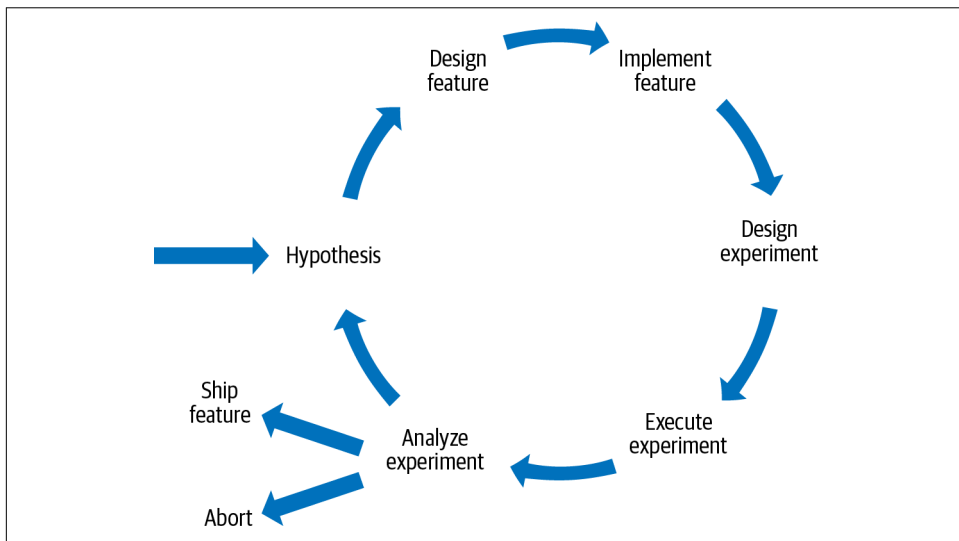 Design
feature
Implement
feature
Design
experiment
Hypothesis
Ship
feature
Analyze
experiment
Execute
experiment
Abort